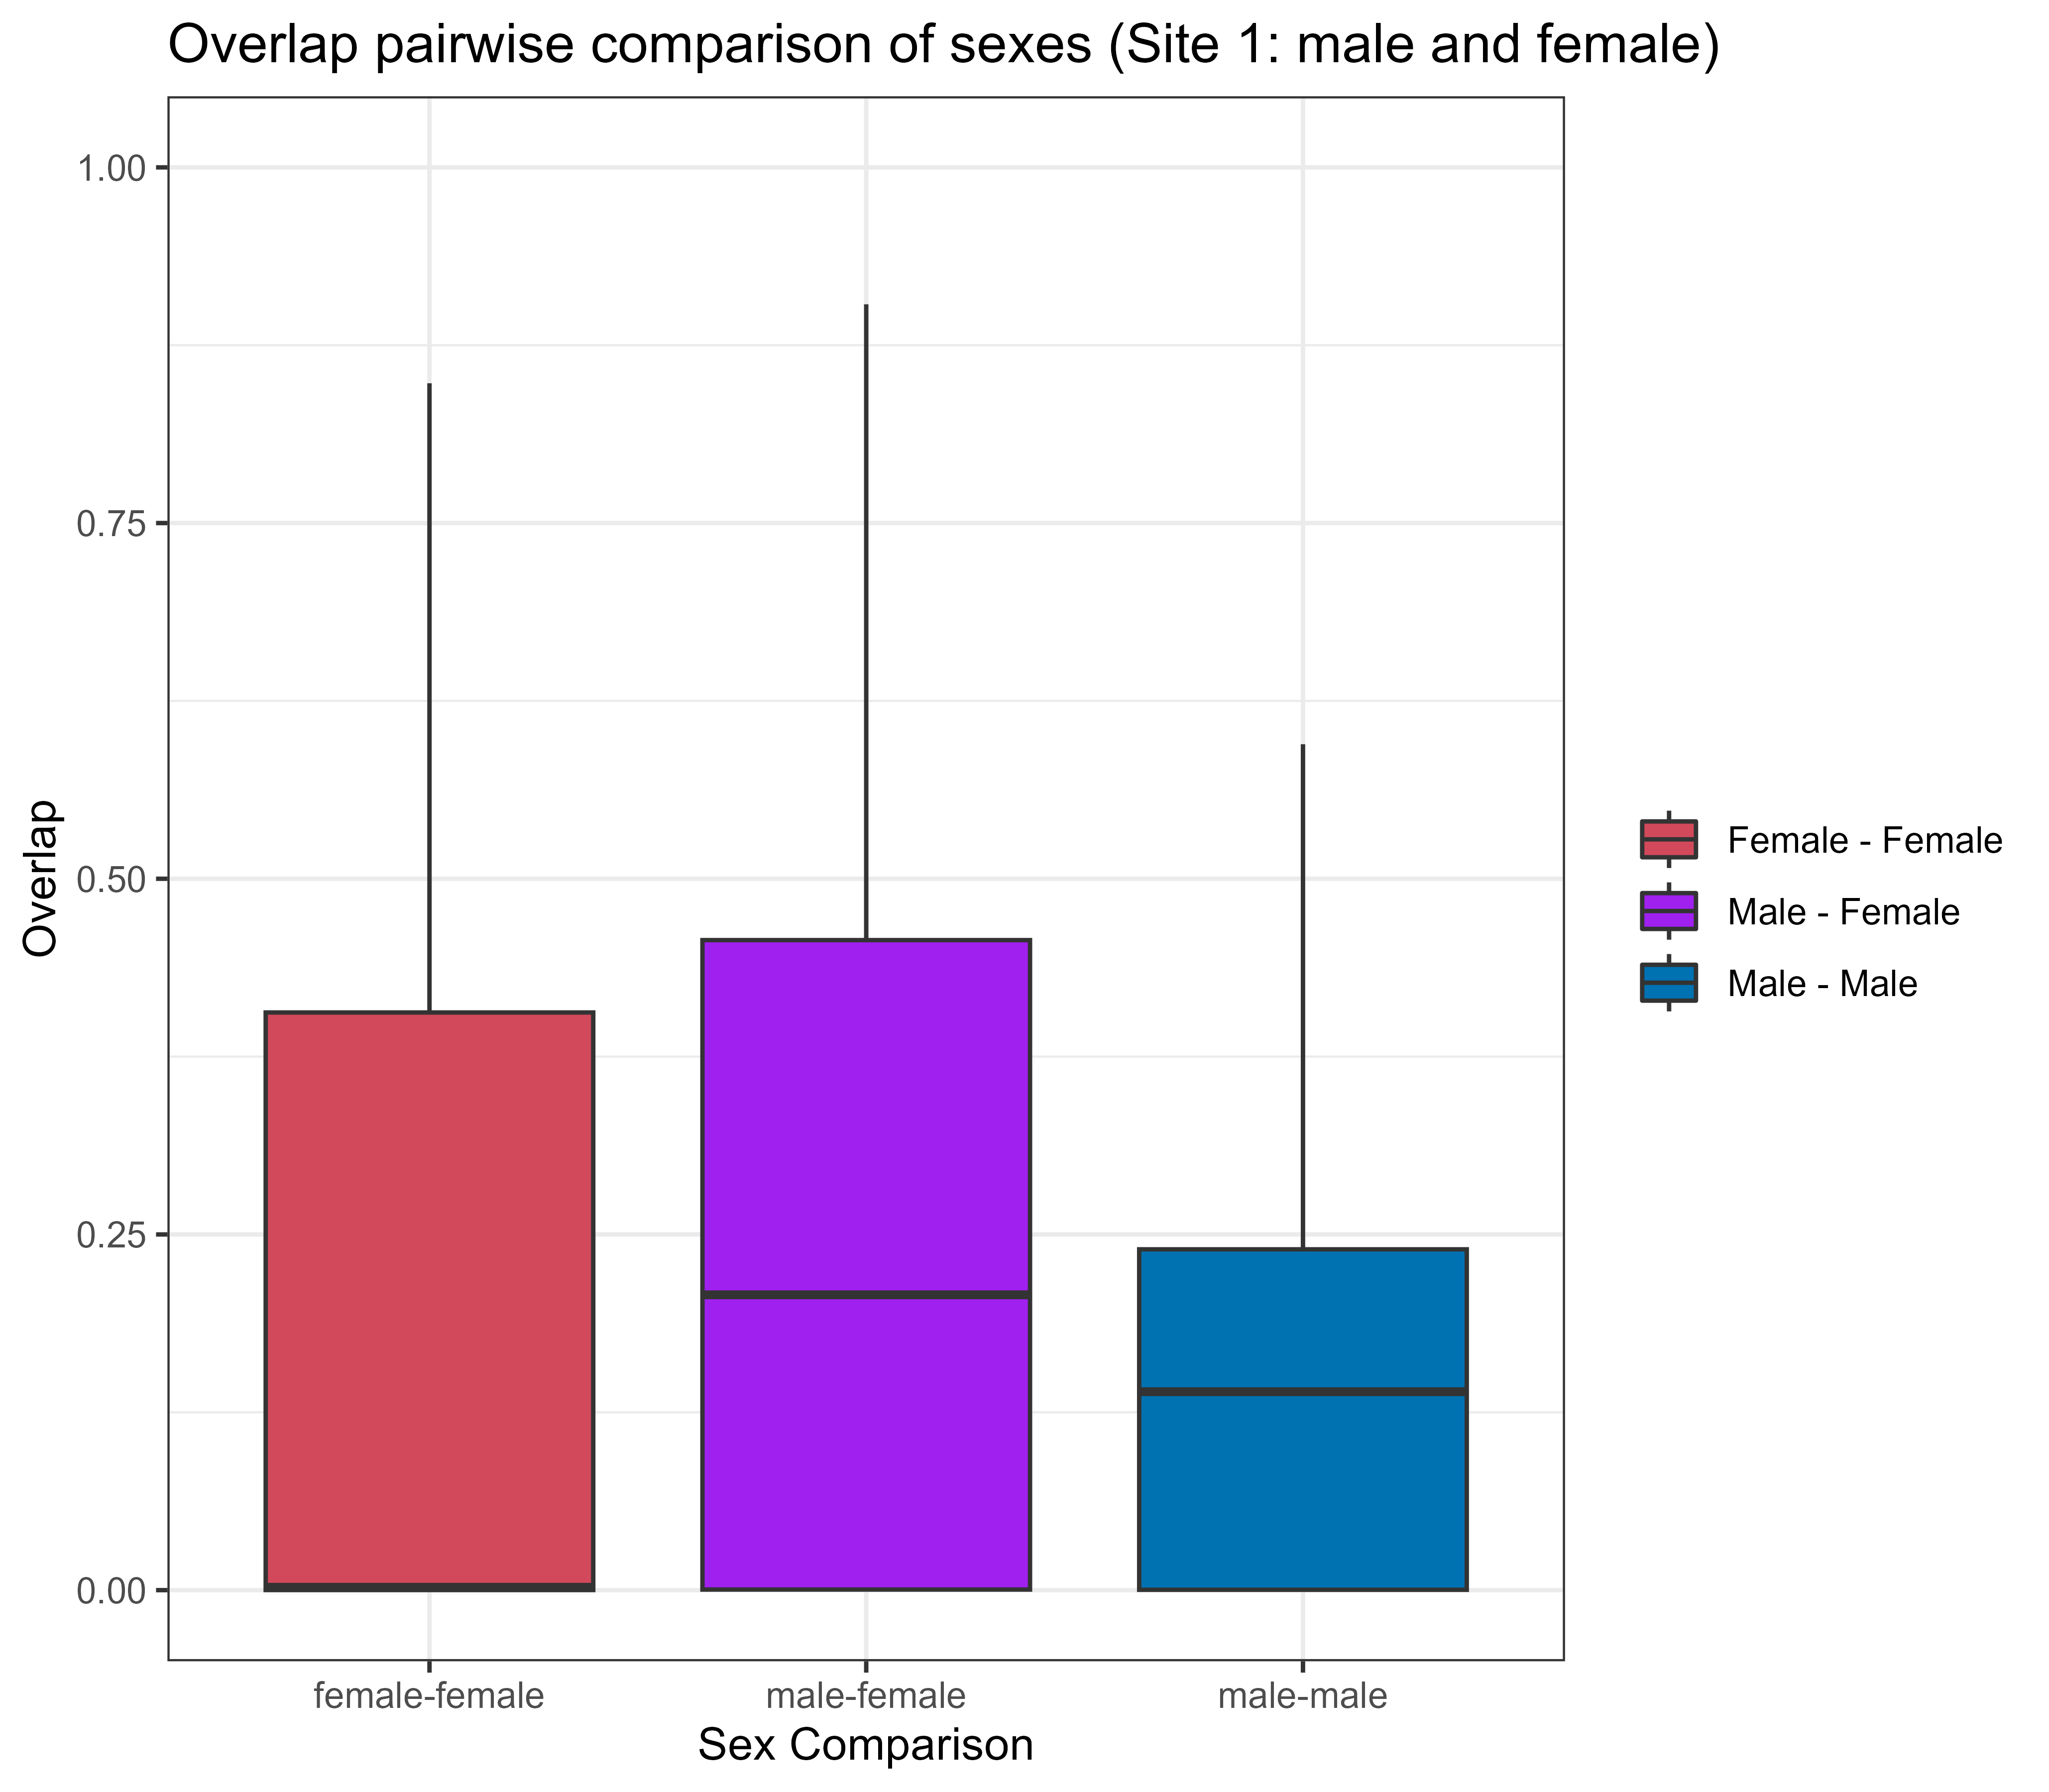 Overlap pairwise comparison of sexes (Site 1: male and female)
1.00
0.75
0.50
0.25
0.00
Overlap
female-female
male-female
male-male
Sex Comparison
Female - Female
Male - Female
Male - Male